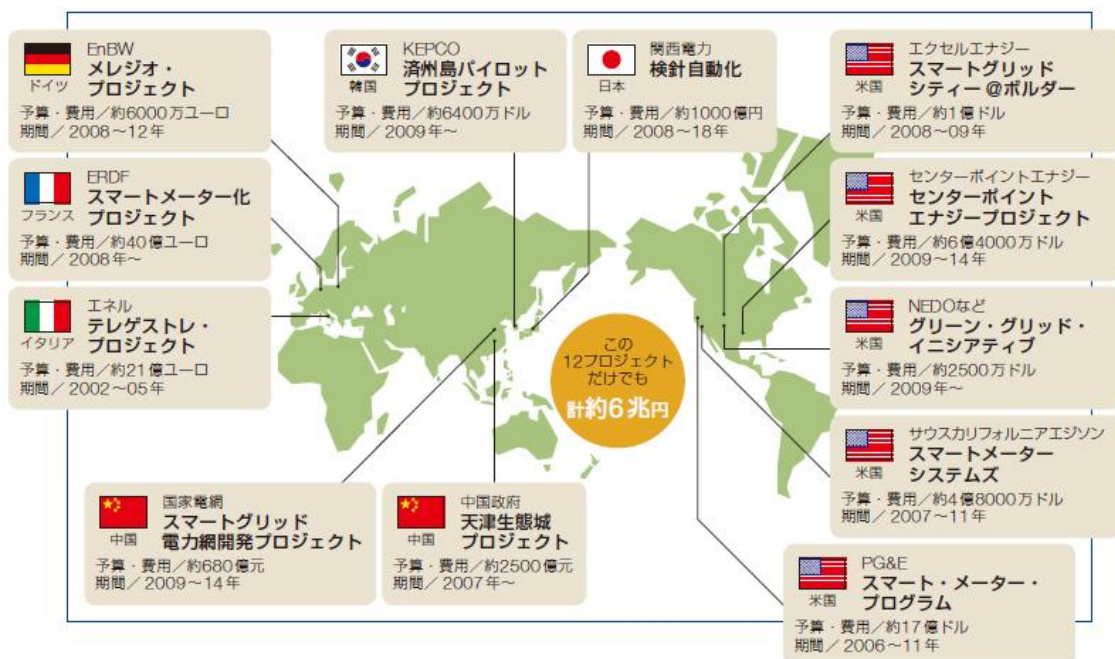 EnBW
メレジオ・
プロジェクト
ドイツ
予算・費用／約6000万ユーロ
期間／2008～12年
KEPCO
済州島パイロット
プロジェクト
韓国
予算・費用／約6400万ドル
期間／2009年～
関西電力
検針自動化
日本
予算・費用／約1000億円
期間／2008～18年
エクセルエナジー
スマートグリッド
シティー@ボルダー
米国
予算・費用／約1億ドル
期間／2008～09年
ERDF
スマートメーター化
プロジェクト
フランス
予算・費用／約40億ユーロ
期間／2008年～
センターポイントエナジー
センターポイント
エナジープロジェクト
米国
予算・費用／約6億4000万ドル
期間／2009～14年
エネル
テレゲストレ・
プロジェクト
イタリア
予算・費用／約21億ユーロ
期間／2002～05年
この
12プロジェクト
だけでも
計約6兆円
NEDOなど
グリーン・グリッド・
イニシアティブ
米国
予算・費用／約2500万ドル
期間／2009年～
サウスカリフォルニアエジソン
スマートメーター
システムズ
米国
予算・費用／約4億8000万ドル
期間／2007～11年
国家電網
スマートグリッド
電力網開発プロジェクト
中国
予算・費用／約680億元
期間／2009～14年
中国政府
天津生態城
プロジェクト
中国
予算・費用／約2500億元
期間／2007年～
PG&E
スマート・メーター・
プログラム
米国
予算・費用／約17億ドル
期間／2006～11年